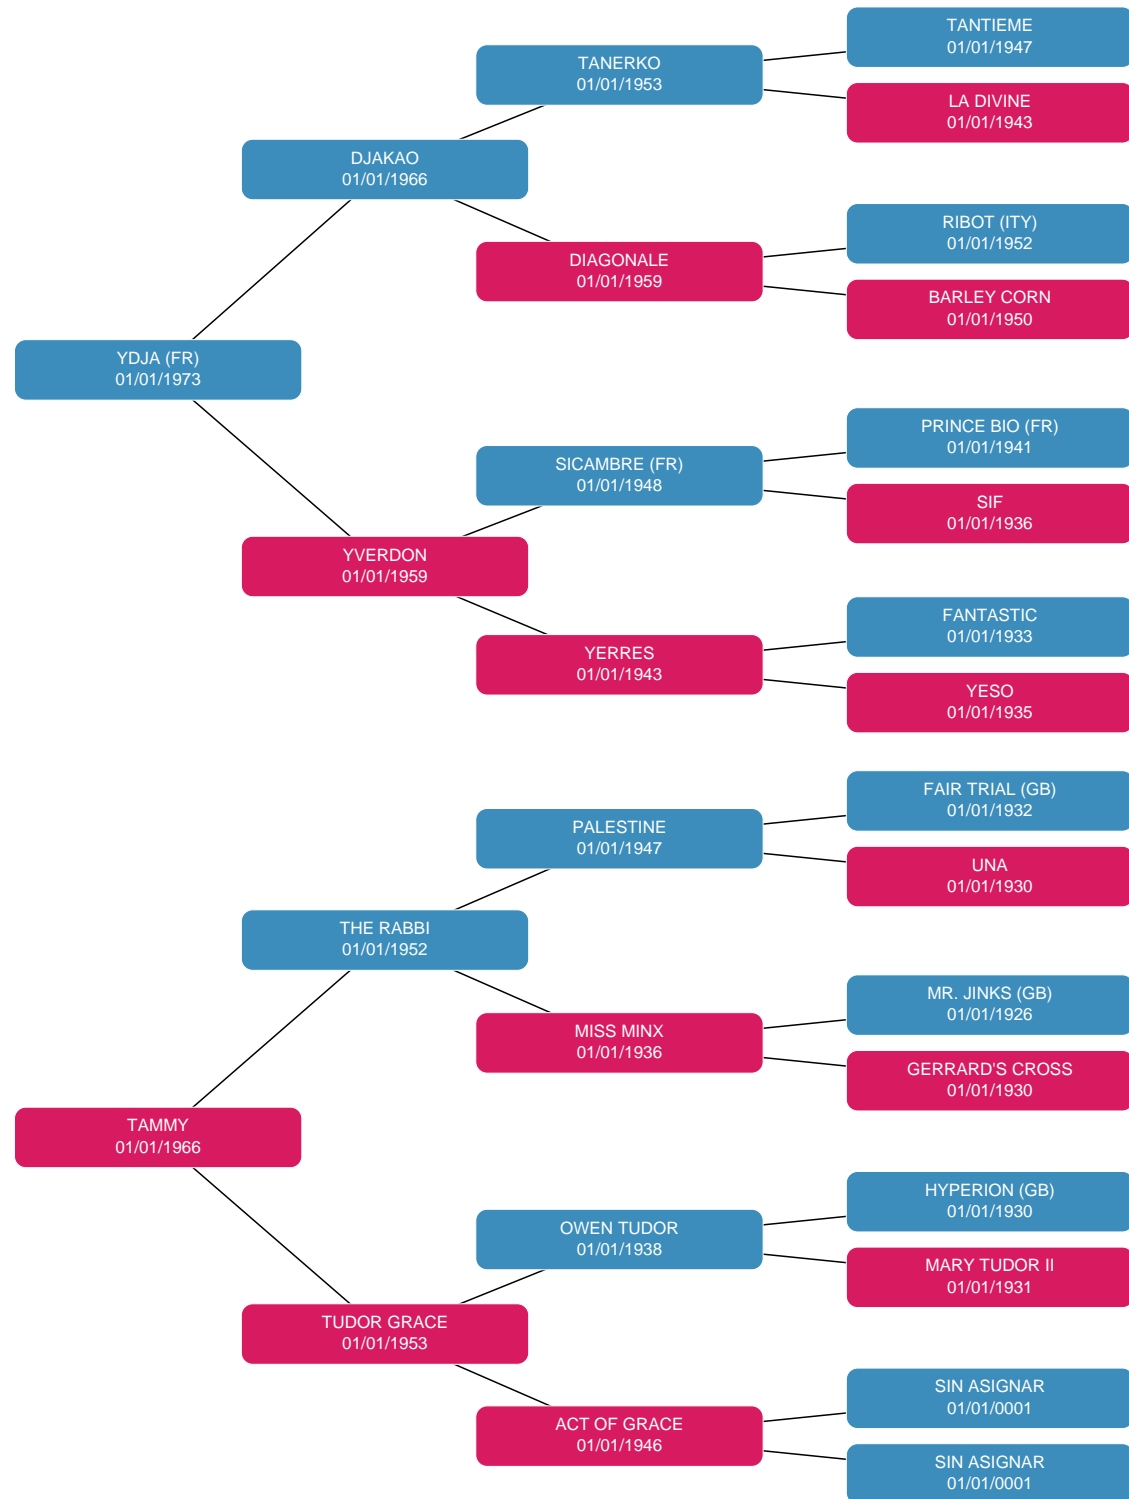 TANTIEME
01/01/1947
TANERKO
01/01/1953
LA DIVINE
01/01/1943
DJAKAO
01/01/1966
RIBOT (ITY)
01/01/1952
DIAGONALE
01/01/1959
BARLEY CORN
01/01/1950
YDJA (FR)
01/01/1973
PRINCE BIO (FR)
01/01/1941
SICAMBRE (FR)
01/01/1948
SIF
01/01/1936
YVERDON
01/01/1959
FANTASTIC
01/01/1933
YERRES
01/01/1943
YESO
01/01/1935
FAIR TRIAL (GB)
01/01/1932
PALESTINE
01/01/1947
UNA
01/01/1930
THE RABBI
01/01/1952
MR. JINKS (GB)
01/01/1926
MISS MINX
01/01/1936
GERRARD'S CROSS
01/01/1930
TAMMY
01/01/1966
HYPERION (GB)
01/01/1930
OWEN TUDOR
01/01/1938
MARY TUDOR II
01/01/1931
TUDOR GRACE
01/01/1953
SIN ASIGNAR
01/01/0001
ACT OF GRACE
01/01/1946
SIN ASIGNAR
01/01/0001